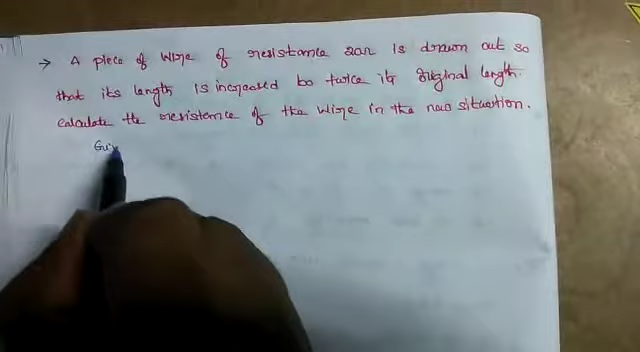 → A piece of wire of resistance 20Ω is drawn out so
that its length is increased to twice its original length.
calculate the resistance of the wire in the new situation.
Giv